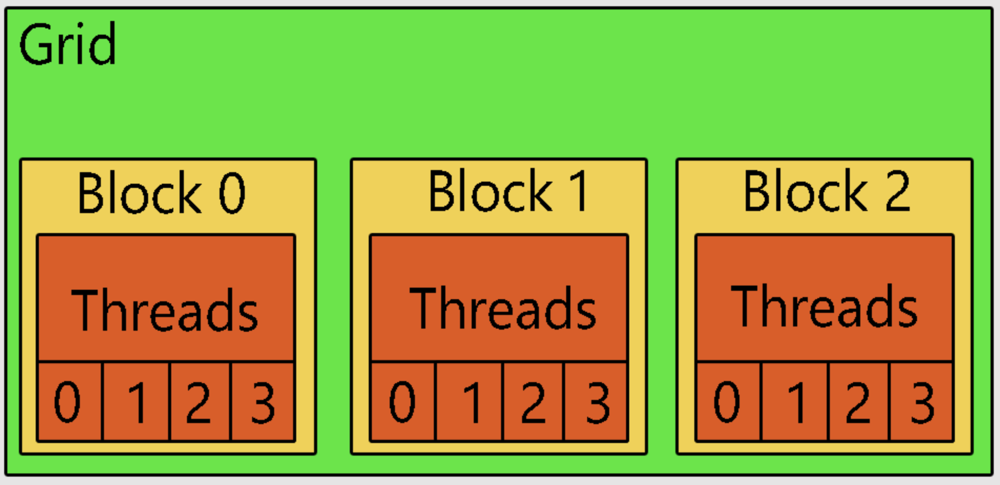 Grid
Block 0
Block 1
Block 2
Threads
Threads
Threads
0 1 2 3
0 1 2 3
0 1 2 3